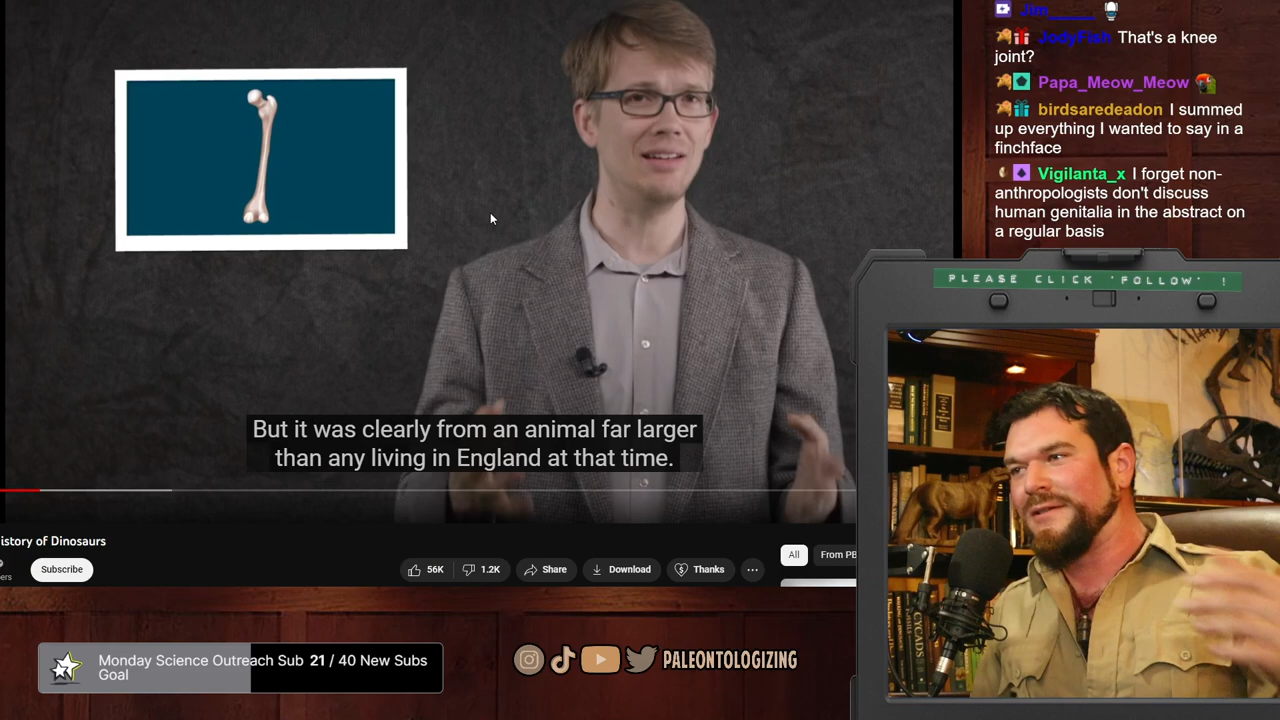 But it was clearly from an animal far larger
than any living in England at that time.
istory of Dinosaurs
ers
Subscribe
56K
1.2K
Share
Download
Thanks
All
From PB
Monday Science Outreach Sub 21 / 40 New Subs
Goal
PALEONTOLOGIZING
Jim_____
JodyFish That's a knee
joint?
Papa_Meow_Meow
birdsaredeadon I summed
up everything I wanted to say in a
finchface
Vigilanta_x I forget non-
anthropologists don't discuss
human genitalia in the abstract on
a regular basis
PLEASE CLICK 'FOLLOW' !
CYCADS